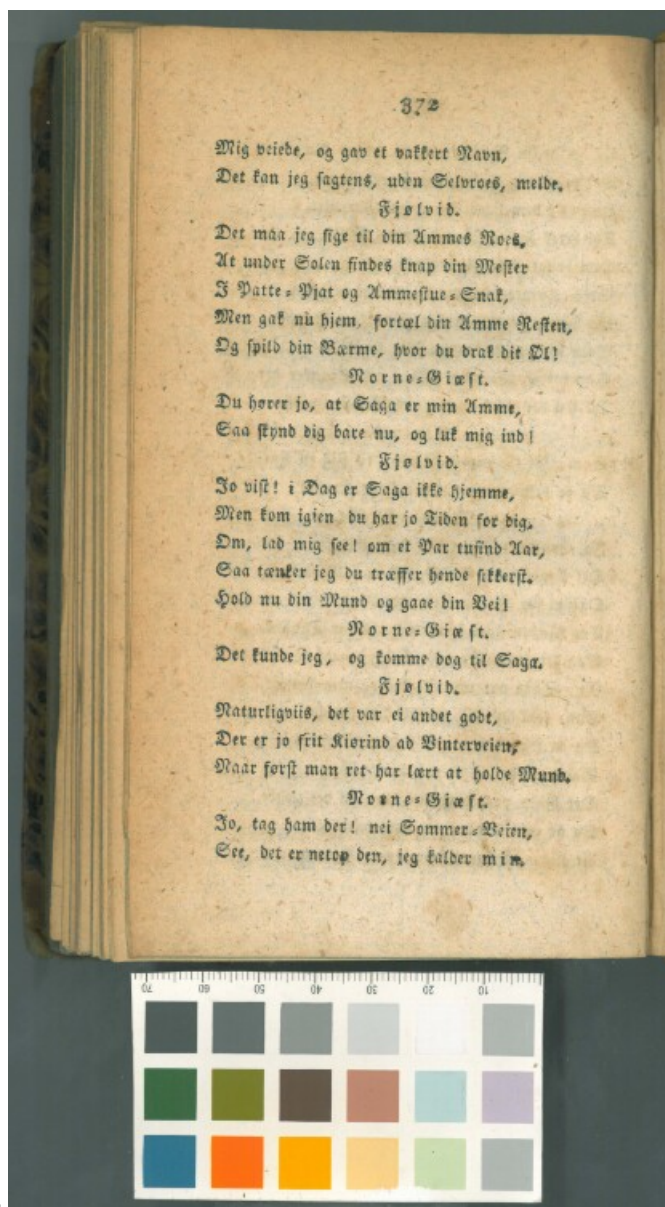 372
Mig veiede, og gav et vakkert Navn,
Det kan jeg sagtens, uden Selvroes, melde.
Fjølvid.
Det maa jeg sige til din Ammes Roes,
At under Solen findes knap din Mester
I Patte-Pjat og Ammestue-Snak,
Men gak nu hjem, fortæl din Amme Resten,
Og spild din Bærme, hvor du drak dit Øl!
Norne-Giæst.
Du hører jo, at Saga er min Amme,
Saa skynd dig bare nu, og luk mig ind!
Fjølvid.
Jo vist! i Dag er Saga ikke hjemme,
Men kom igien du har jo Tiden for dig,
Om, lad mig see! om et Par tusind Aar,
Saa tænker jeg du træffer hende sikkerst.
Hold nu din Mund og gaae din Vei!
Norne-Giæst.
Det kunde jeg, og komme dog til Saga.
Fjølvid.
Naturligviis, det var ei andet godt,
Der er jo frit Kiørind ad Vinterveien,
Naar først man ret har lært at holde Mund.
Norne-Giæst.
Jo, tag ham der! nei Sommer-Veien,
See, det er netop den, jeg kalder min.
70 60 50 40 30 20 10